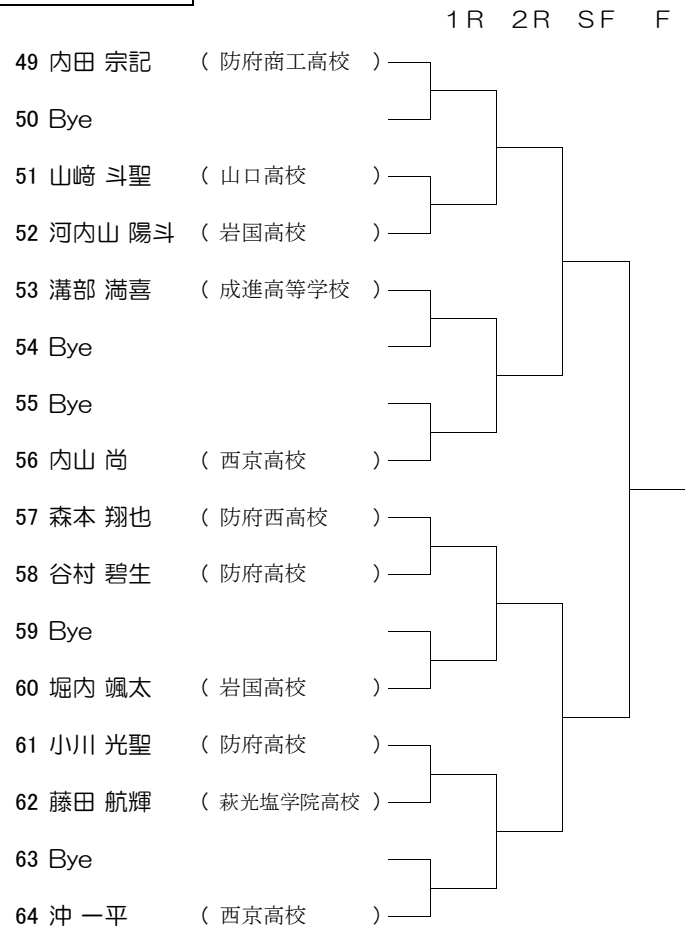 １R ２R SF F
49 内田 宗記 （ 防府商工高校 ）
50 Bye
51 山﨑 斗聖 （ 山口高校 ）
52 河内山 陽斗 （ 岩国高校 ）
53 溝部 満喜 （ 成進高等学校 ）
54 Bye
55 Bye
56 内山 尚 （ 西京高校 ）
57 森本 翔也 （ 防府西高校 ）
58 谷村 碧生 （ 防府高校 ）
59 Bye
60 堀内 颯太 （ 岩国高校 ）
61 小川 光聖 （ 防府高校 ）
62 藤田 航輝 （ 萩光塩学院高校 ）
63 Bye
64 沖 一平 （ 西京高校 ）